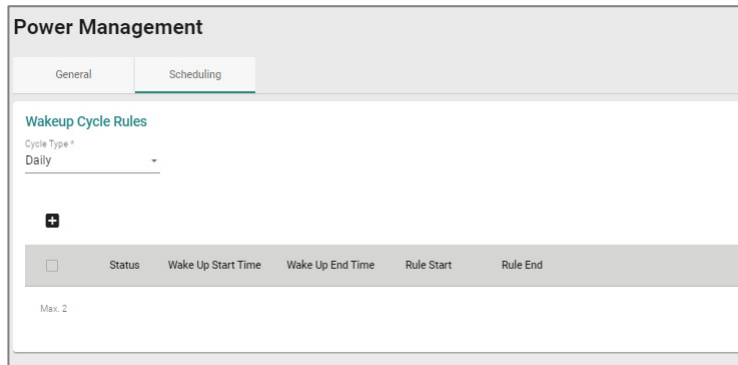 Power Management
General Scheduling
Wakeup Cycle Rules
Cycle Type *
Daily
Status Wake Up Start Time Wake Up End Time Rule Start Rule End
Max. 2